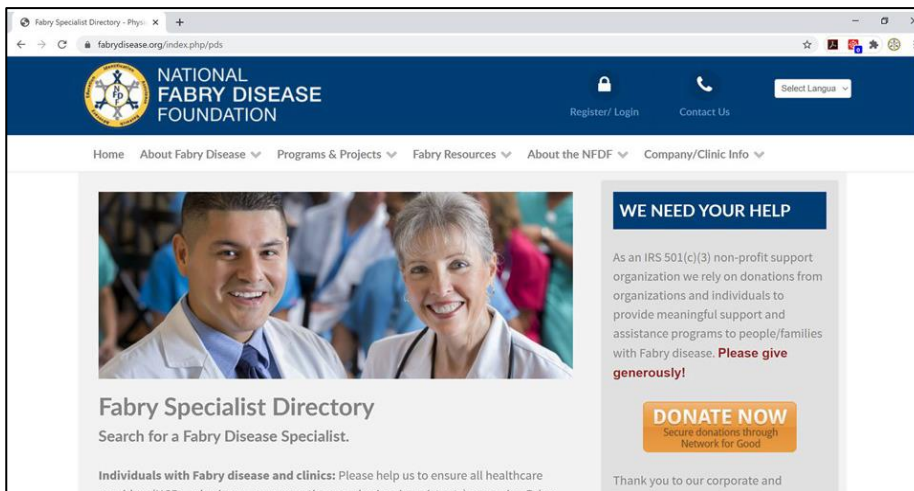 Fabry Specialist Directory - Physi
fabrydisease.org/index.php/pds
NATIONAL
FABRY DISEASE
FOUNDATION
NFDF
Register/ Login
Contact Us
Select Langua
Home About Fabry Disease Programs & Projects Fabry Resources About the NFDF Company/Clinic Info
Fabry Specialist Directory
Search for a Fabry Disease Specialist.
Individuals with Fabry disease and clinics: Please help us to ensure all healthcare
WE NEED YOUR HELP
As an IRS 501(c)(3) non-profit support
organization we rely on donations from
organizations and individuals to
provide meaningful support and
assistance programs to people/families
with Fabry disease. Please give
generously!
DONATE NOW
Secure donations through
Network for Good
Thank you to our corporate and